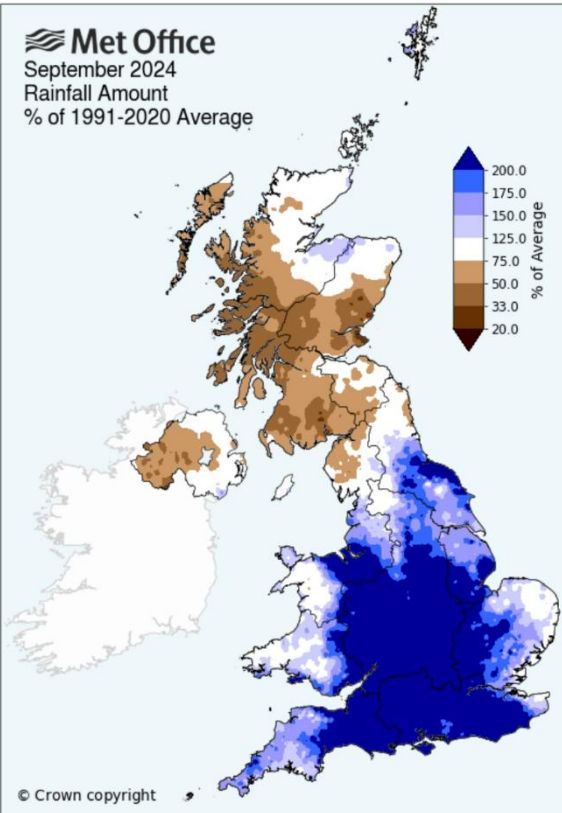 Met Office
September 2024
Rainfall Amount
% of 1991-2020 Average
200.0
175.0
150.0
125.0
75.0
50.0
33.0
20.0
% of Average
© Crown copyright